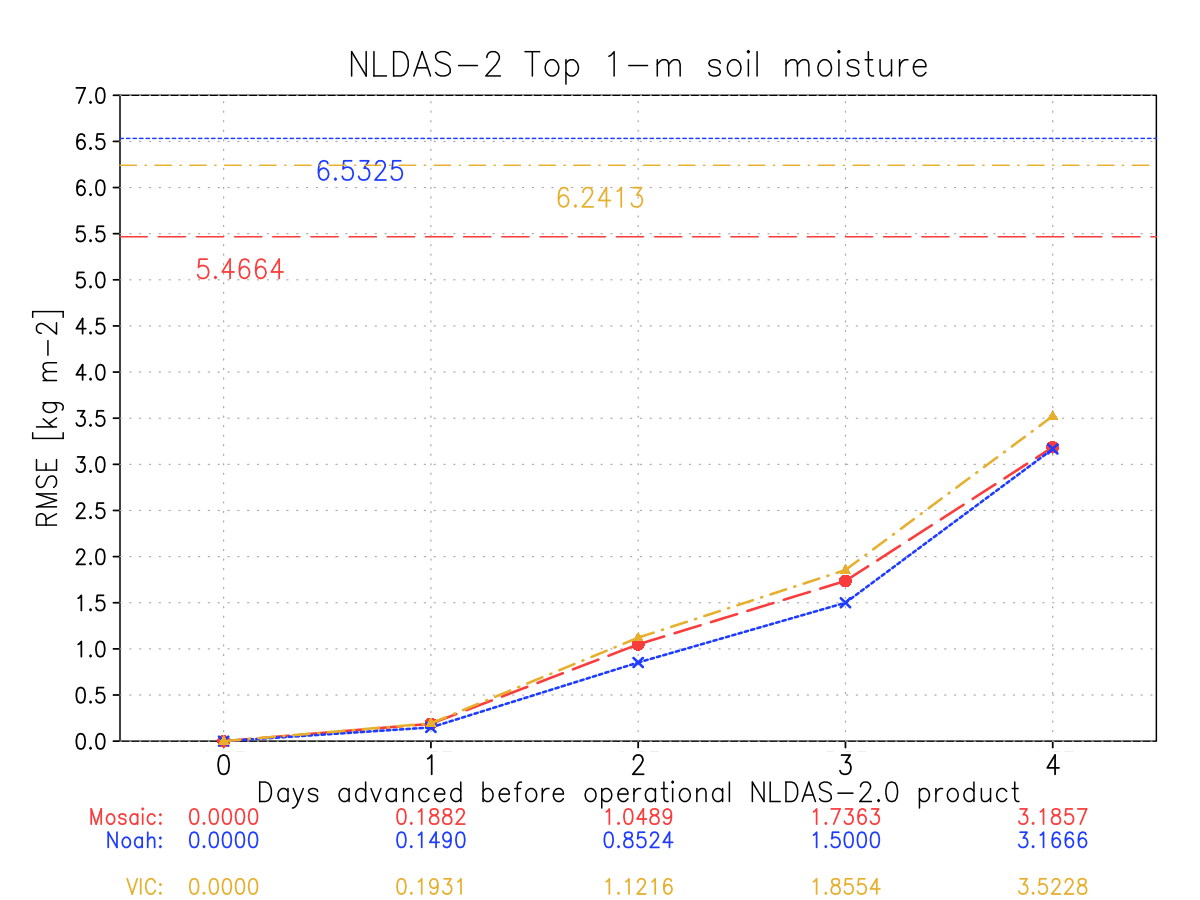 NLDAS-2 Top 1-m soil moisture
7.0
6.5
6.5325
6.0
6.2413
5.5
5.4664
5.0
4.5
4.0
3.5
3.0
2.5
2.0
1.5
1.0
0.5
0.0
RMSE [kg m-2]
0 1 2 3 4
Days advanced before operational NLDAS-2.0 product
Mosaic: 0.0000 0.1882 1.0489 1.7363 3.1857
Noah: 0.0000 0.1490 0.8524 1.5000 3.1666
VIC: 0.0000 0.1931 1.1216 1.8554 3.5228